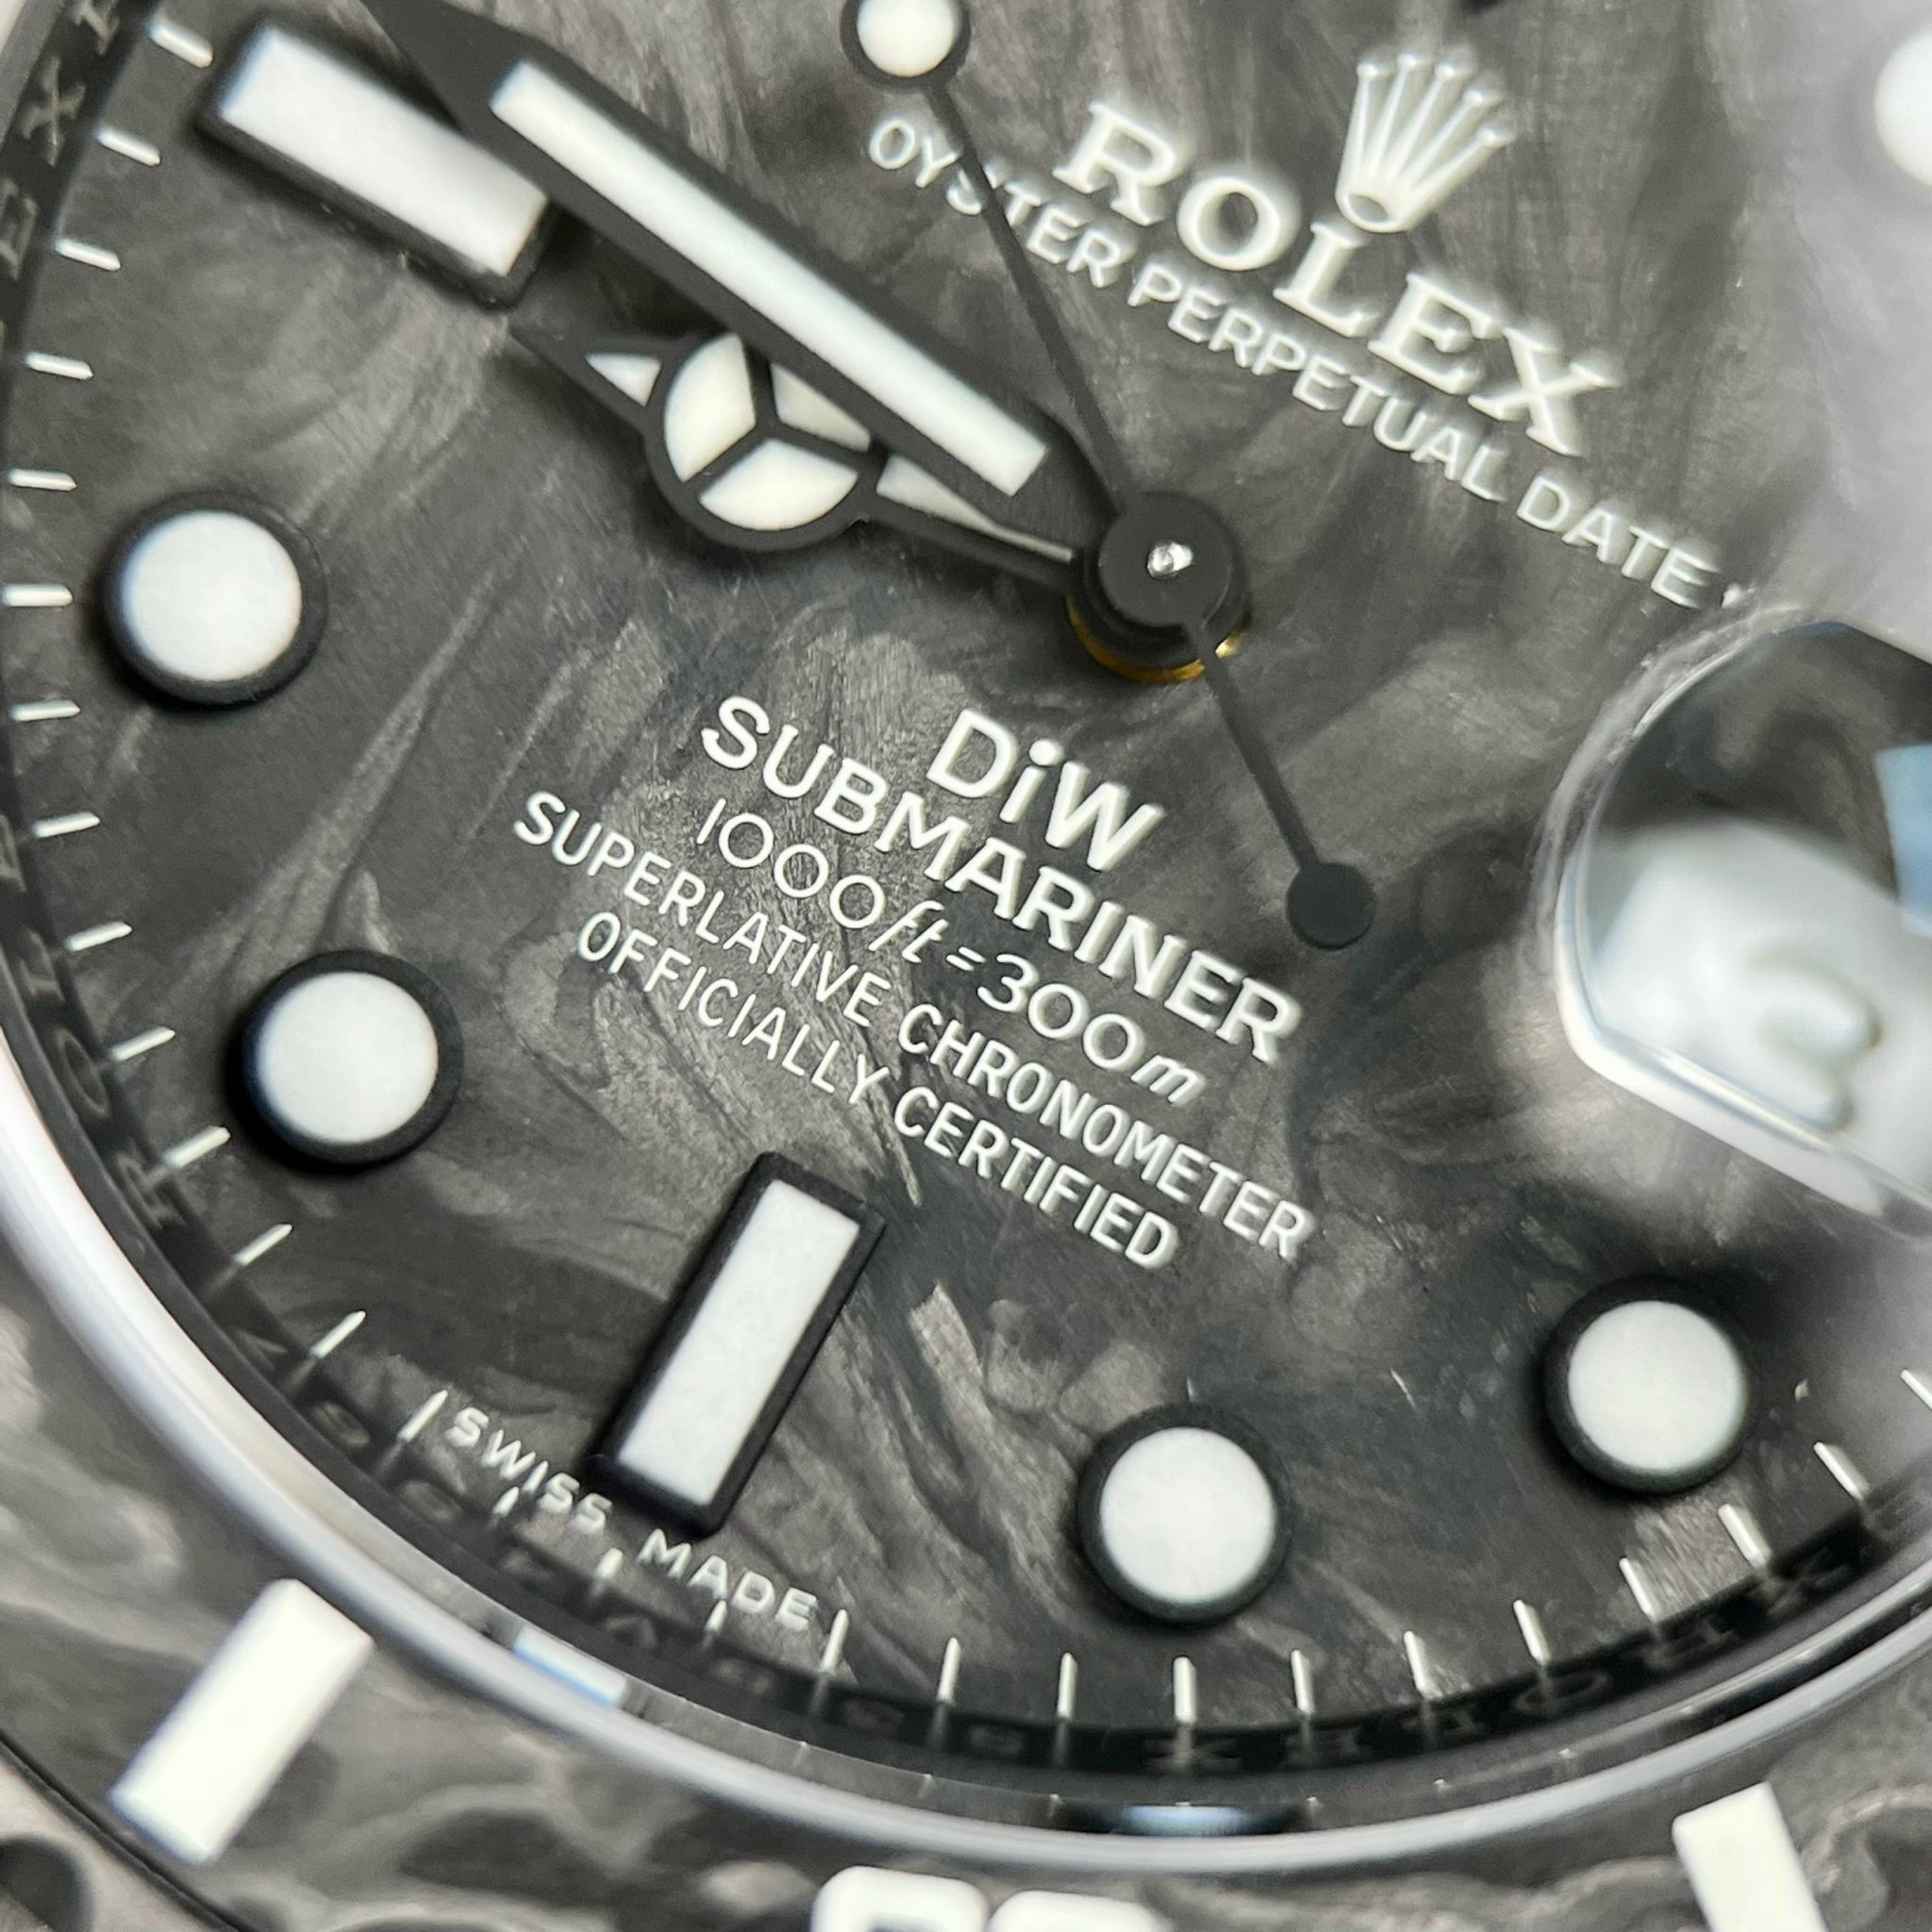 ROLEX
OYSTER PERPETUAL DATE
DiW
SUBMARINER
1000ft=300m
SUPERLATIVE CHRONOMETER
OFFICIALLY CERTIFIED
SWISS MADE